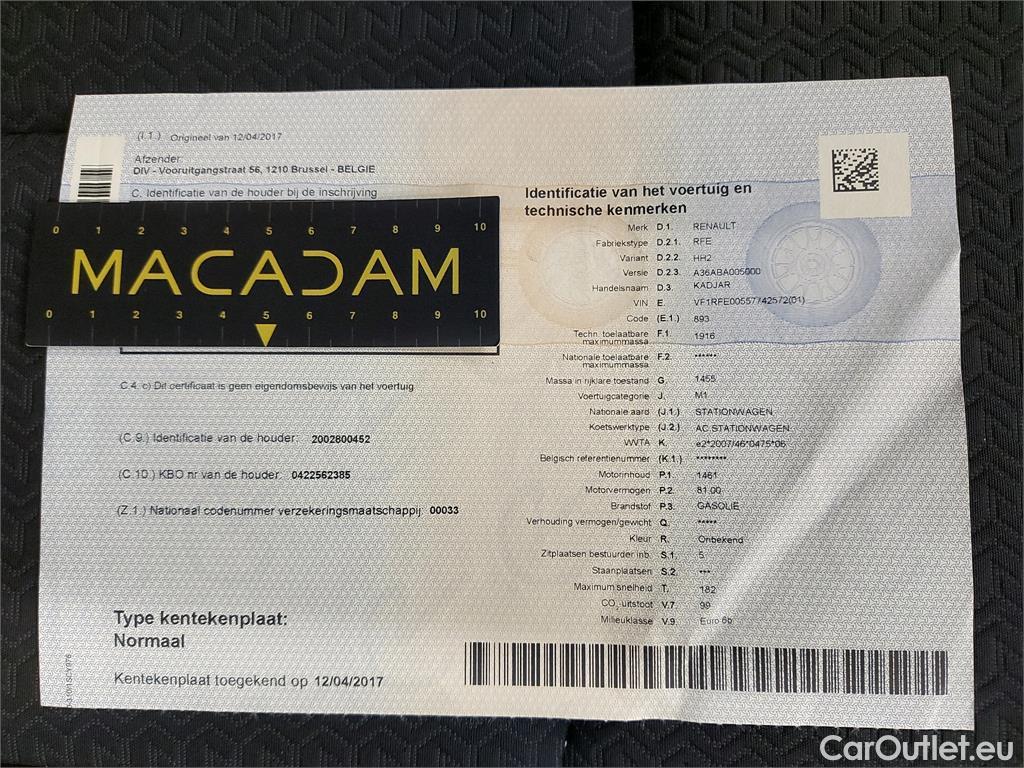 (I.1.) Origineel van 12/04/2017
Afzender:
DIV - Vooruitgangstraat 56, 1210 Brussel - BELGIE
C. Identificatie van de houder bij de inschrijving
0 1 2 3 4 5 6 7 8 9 10
MACADAM
0 1 2 3 4 5 6 7 8 9 10
C.4. c) Dit certificaat is geen eigendomsbewijs van het voertuig
(C.9.) Identificatie van de houder: 2002800452
(C.10.) KBO nr van de houder: 0422562385
(Z.1.) Nationaal codenummer verzekeringsmaatschappij: 00033
Type kentekenplaat:
Normaal
Kentekenplaat toegekend op 12/04/2017
Identificatie van het voertuig en
technische kenmerken
Merk D.1. RENAULT
Fabriekstype D.2.1. RFE
Variant D.2.2. HH2
Versie D.2.3. A36ABA005000
Handelsnaam D.3. KADJAR
VIN E. VF1RFE00557742572(01)
Code (E.1.) 893
Techn. toelaatbare
maximummassa F.1. 1916
Nationale toelaatbare
maximummassa F.2. ******
Massa in rijklare toestand G. 1455
Voertuigcategorie J. M1
Nationale aard (J.1.) STATIONWAGEN
Koetswerktype (J.2.) AC STATIONWAGEN
WVTA K. e2*2007/46*0475*06
Belgisch referentienummer (K.1.) ********
Motorinhoud P.1. 1461
Motorvermogen P.2. 81.00
Brandstof P.3. GASOLIE
Verhouding vermogen/gewicht Q. *****
Kleur R. Onbekend
Zitplaatsen bestuurder inb. S.1. 5
Staanplaatsen S.2. ***
Maximum snelheid T. 182
CO2-uitstoot V.7. 99
Milieuklasse V.9. Euro 6b
CarOutlet.eu